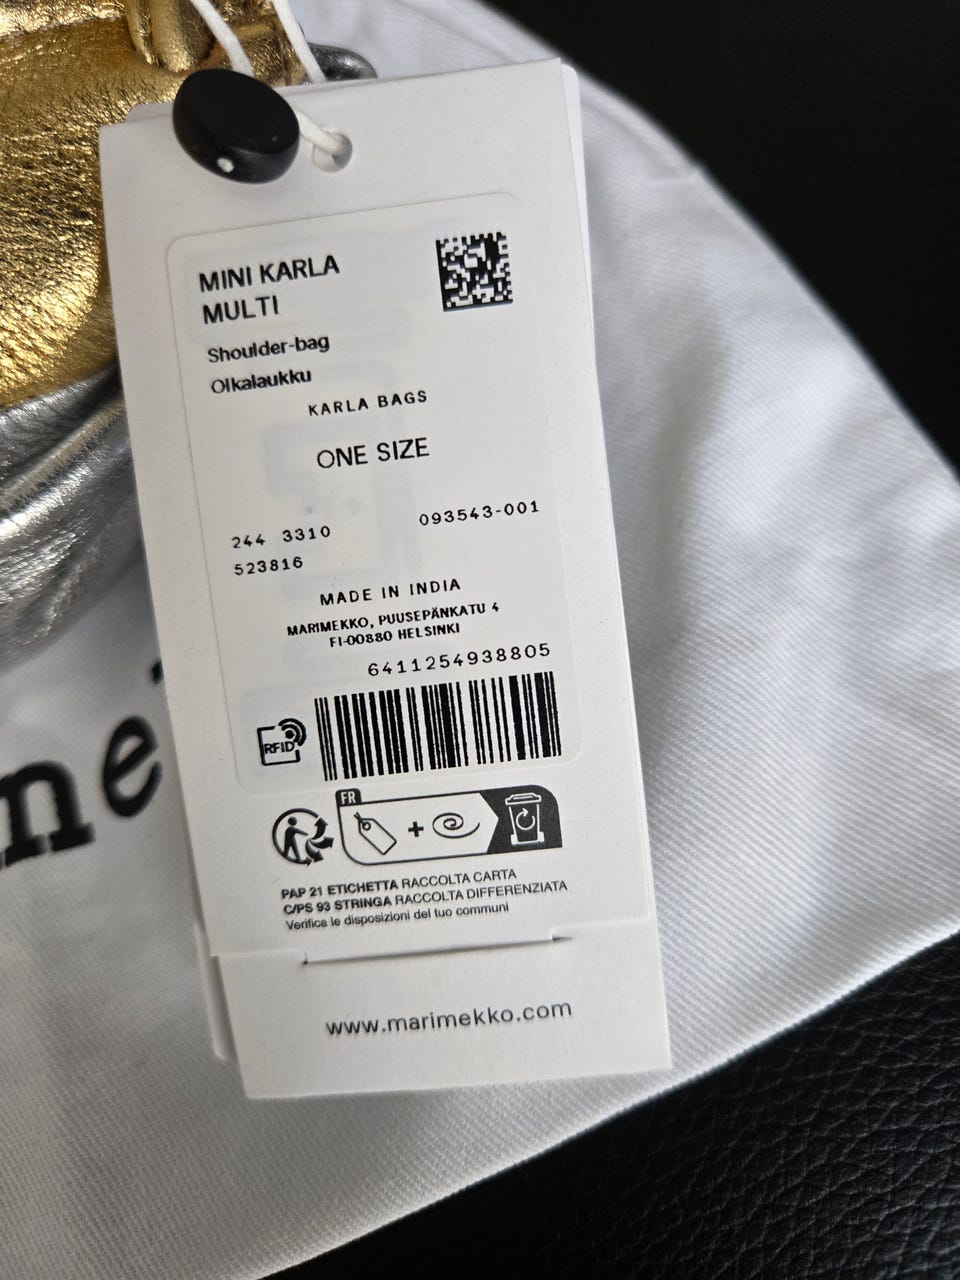 MINI KARLA
MULTI
Shoulder-bag
Olkalaukku
KARLA BAGS
ONE SIZE
244 3310
093543-001
523816
MADE IN INDIA
MARIMEKKO, PUUSEPÄNKATU 4
FI-00880 HELSINKI
6411254938805
RFID
FR
+
PAP 21 ETICHETTA RACCOLTA CARTA
C/PS 93 STRINGA RACCOLTA DIFFERENZIATA
Verifica le disposizioni del tuo communi
www.marimekko.com